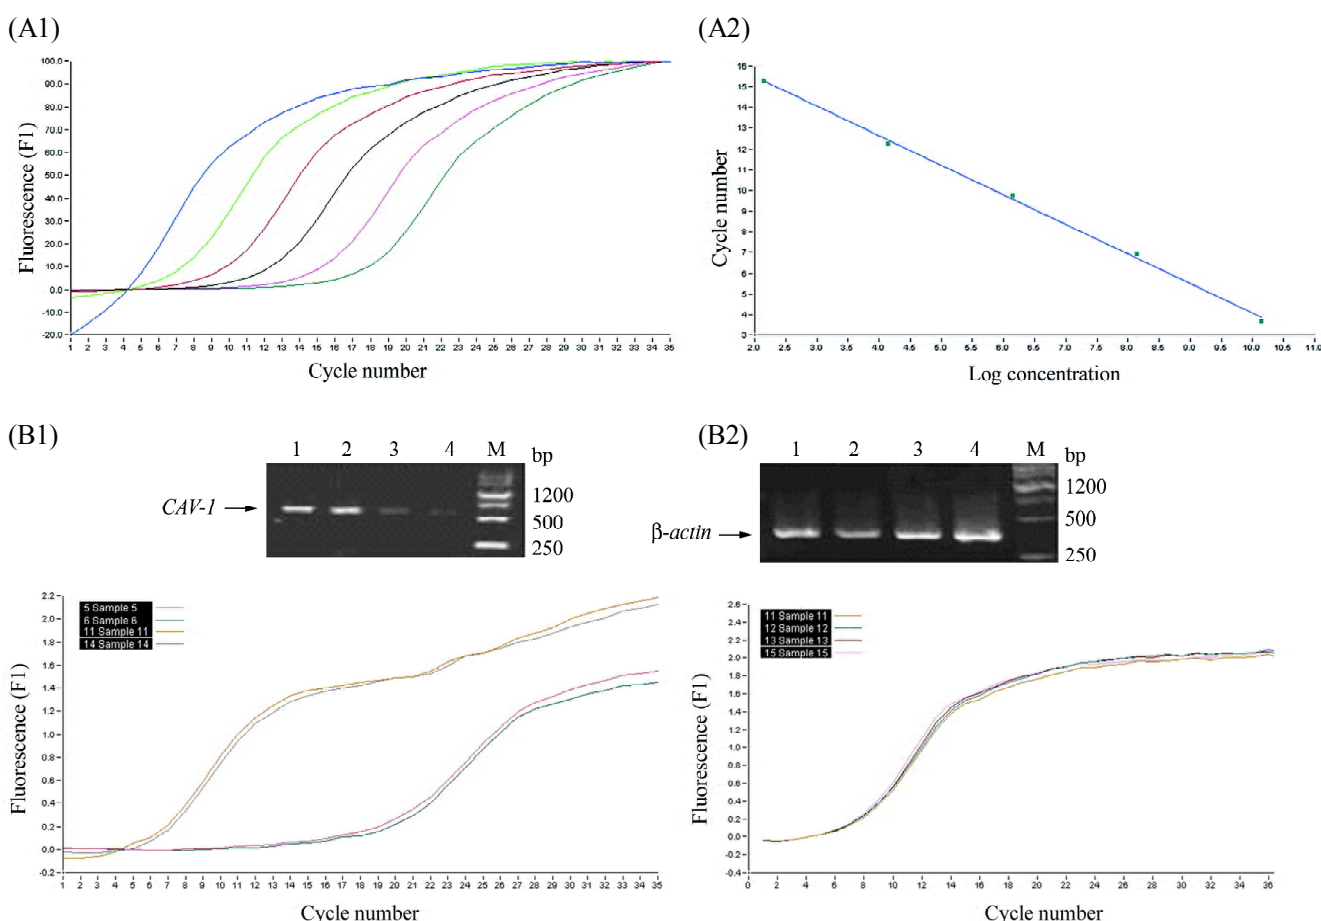 (A1)
Fluorescence (F1)
100.0
90.0
80.0
70.0
60.0
50.0
40.0
30.0
20.0
10.0
0.0
-10.0
-20.0
1 2 3 4 5 6 7 8 9 10 11 12 13 14 15 16 17 18 19 20 21 22 23 24 25 26 27 28 29 30 31 32 33 34 35
Cycle number
(A2)
Cycle number
16
15
14
13
12
11
10
9
8
7
6
5
4
3
2.0 2.5 3.0 3.5 4.0 4.5 5.0 5.5 6.0 6.5 7.0 7.5 8.0 8.5 9.0 9.5 10.0 10.5 11.0
Log concentration
(B1)
1 2 3 4 M bp
CAV-1
1200
500
250
Fluorescence (F1)
2.2
2.0
1.8
1.6
1.4
1.2
1.0
0.8
0.6
0.4
0.2
0.0
-0.2
5 Sample 5
6 Sample 6
11 Sample 11
14 Sample 14
1 2 3 4 5 6 7 8 9 10 11 12 13 14 15 16 17 18 19 20 21 22 23 24 25 26 27 28 29 30 31 32 33 34 35
Cycle number
(B2)
1 2 3 4 M bp
β-actin
1200
500
250
Fluorescence (F1)
2.6
2.4
2.2
2.0
1.8
1.6
1.4
1.2
1.0
0.8
0.6
0.4
0.2
0.0
-0.2
-0.4
11 Sample 11
12 Sample 12
13 Sample 13
15 Sample 15
0 2 4 6 8 10 12 14 16 18 20 22 24 26 28 30 32 34 36
Cycle number